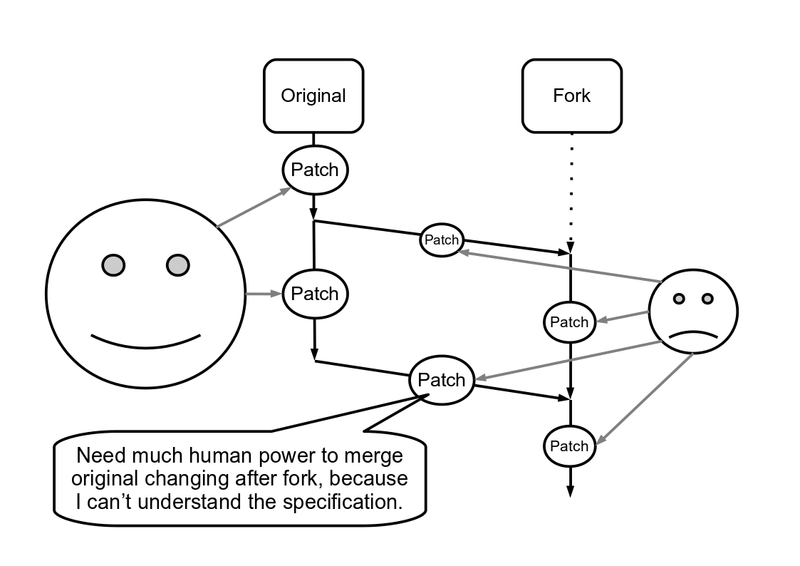 Original
Fork
Patch
Patch
Patch
Patch
Patch
Patch
Need much human power to merge
original changing after fork, because
I can’t understand the specification.